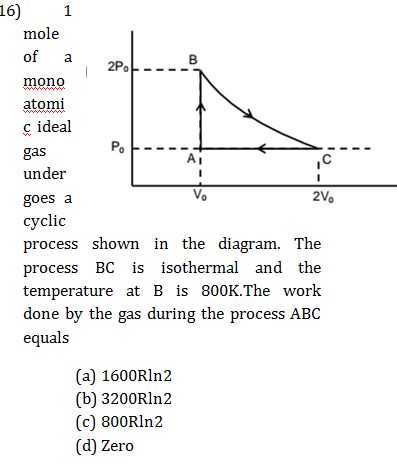 16) 1
mole
of a
mono
atomi
c ideal
gas
under
goes a
cyclic
process shown in the diagram. The
process BC is isothermal and the
temperature at B is 800K.The work
done by the gas during the process ABC
equals
2P₀
B
P₀
A
C
V₀
2V₀
(a) 1600Rln2
(b) 3200Rln2
(c) 800Rln2
(d) Zero